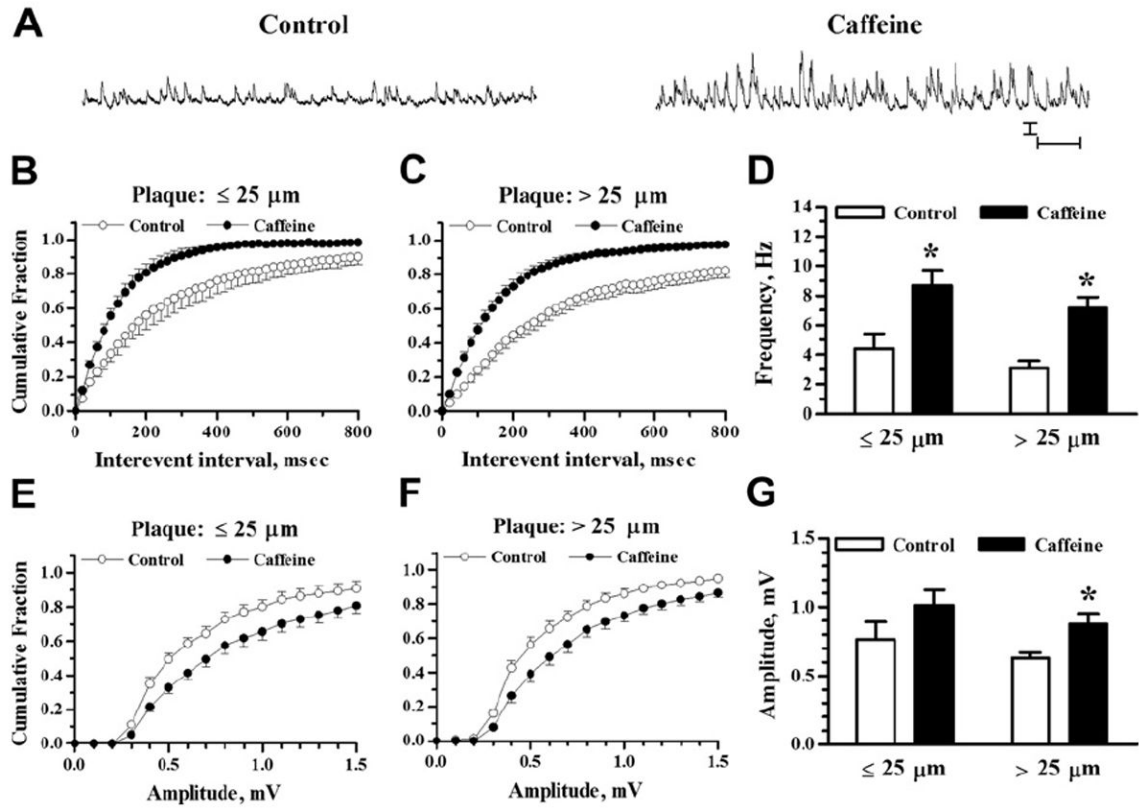 A
Control
Caffeine
B
Plaque: ≤ 25 μm
Control
Caffeine
Cumulative Fraction
1.0
0.8
0.6
0.4
0.2
0.0
0
200
400
600
800
Interevent interval, msec
C
Plaque: > 25 μm
Control
Caffeine
1.0
0.8
0.6
0.4
0.2
0.0
0
200
400
600
800
Interevent interval, msec
D
Control
Caffeine
Frequency, Hz
14
12
10
8
6
4
2
0
*
*
≤ 25 μm
> 25 μm
E
Plaque: ≤ 25 μm
Control
Caffeine
Cumulative Fraction
1.0
0.8
0.6
0.4
0.2
0.0
0.0
0.5
1.0
1.5
Amplitude, mV
F
Plaque: > 25 μm
Control
Caffeine
1.0
0.8
0.6
0.4
0.2
0.0
0.0
0.5
1.0
1.5
Amplitude, mV
G
Control
Caffeine
Amplitude, mV
1.5
1.0
0.5
0.0
*
≤ 25 μm
> 25 μm